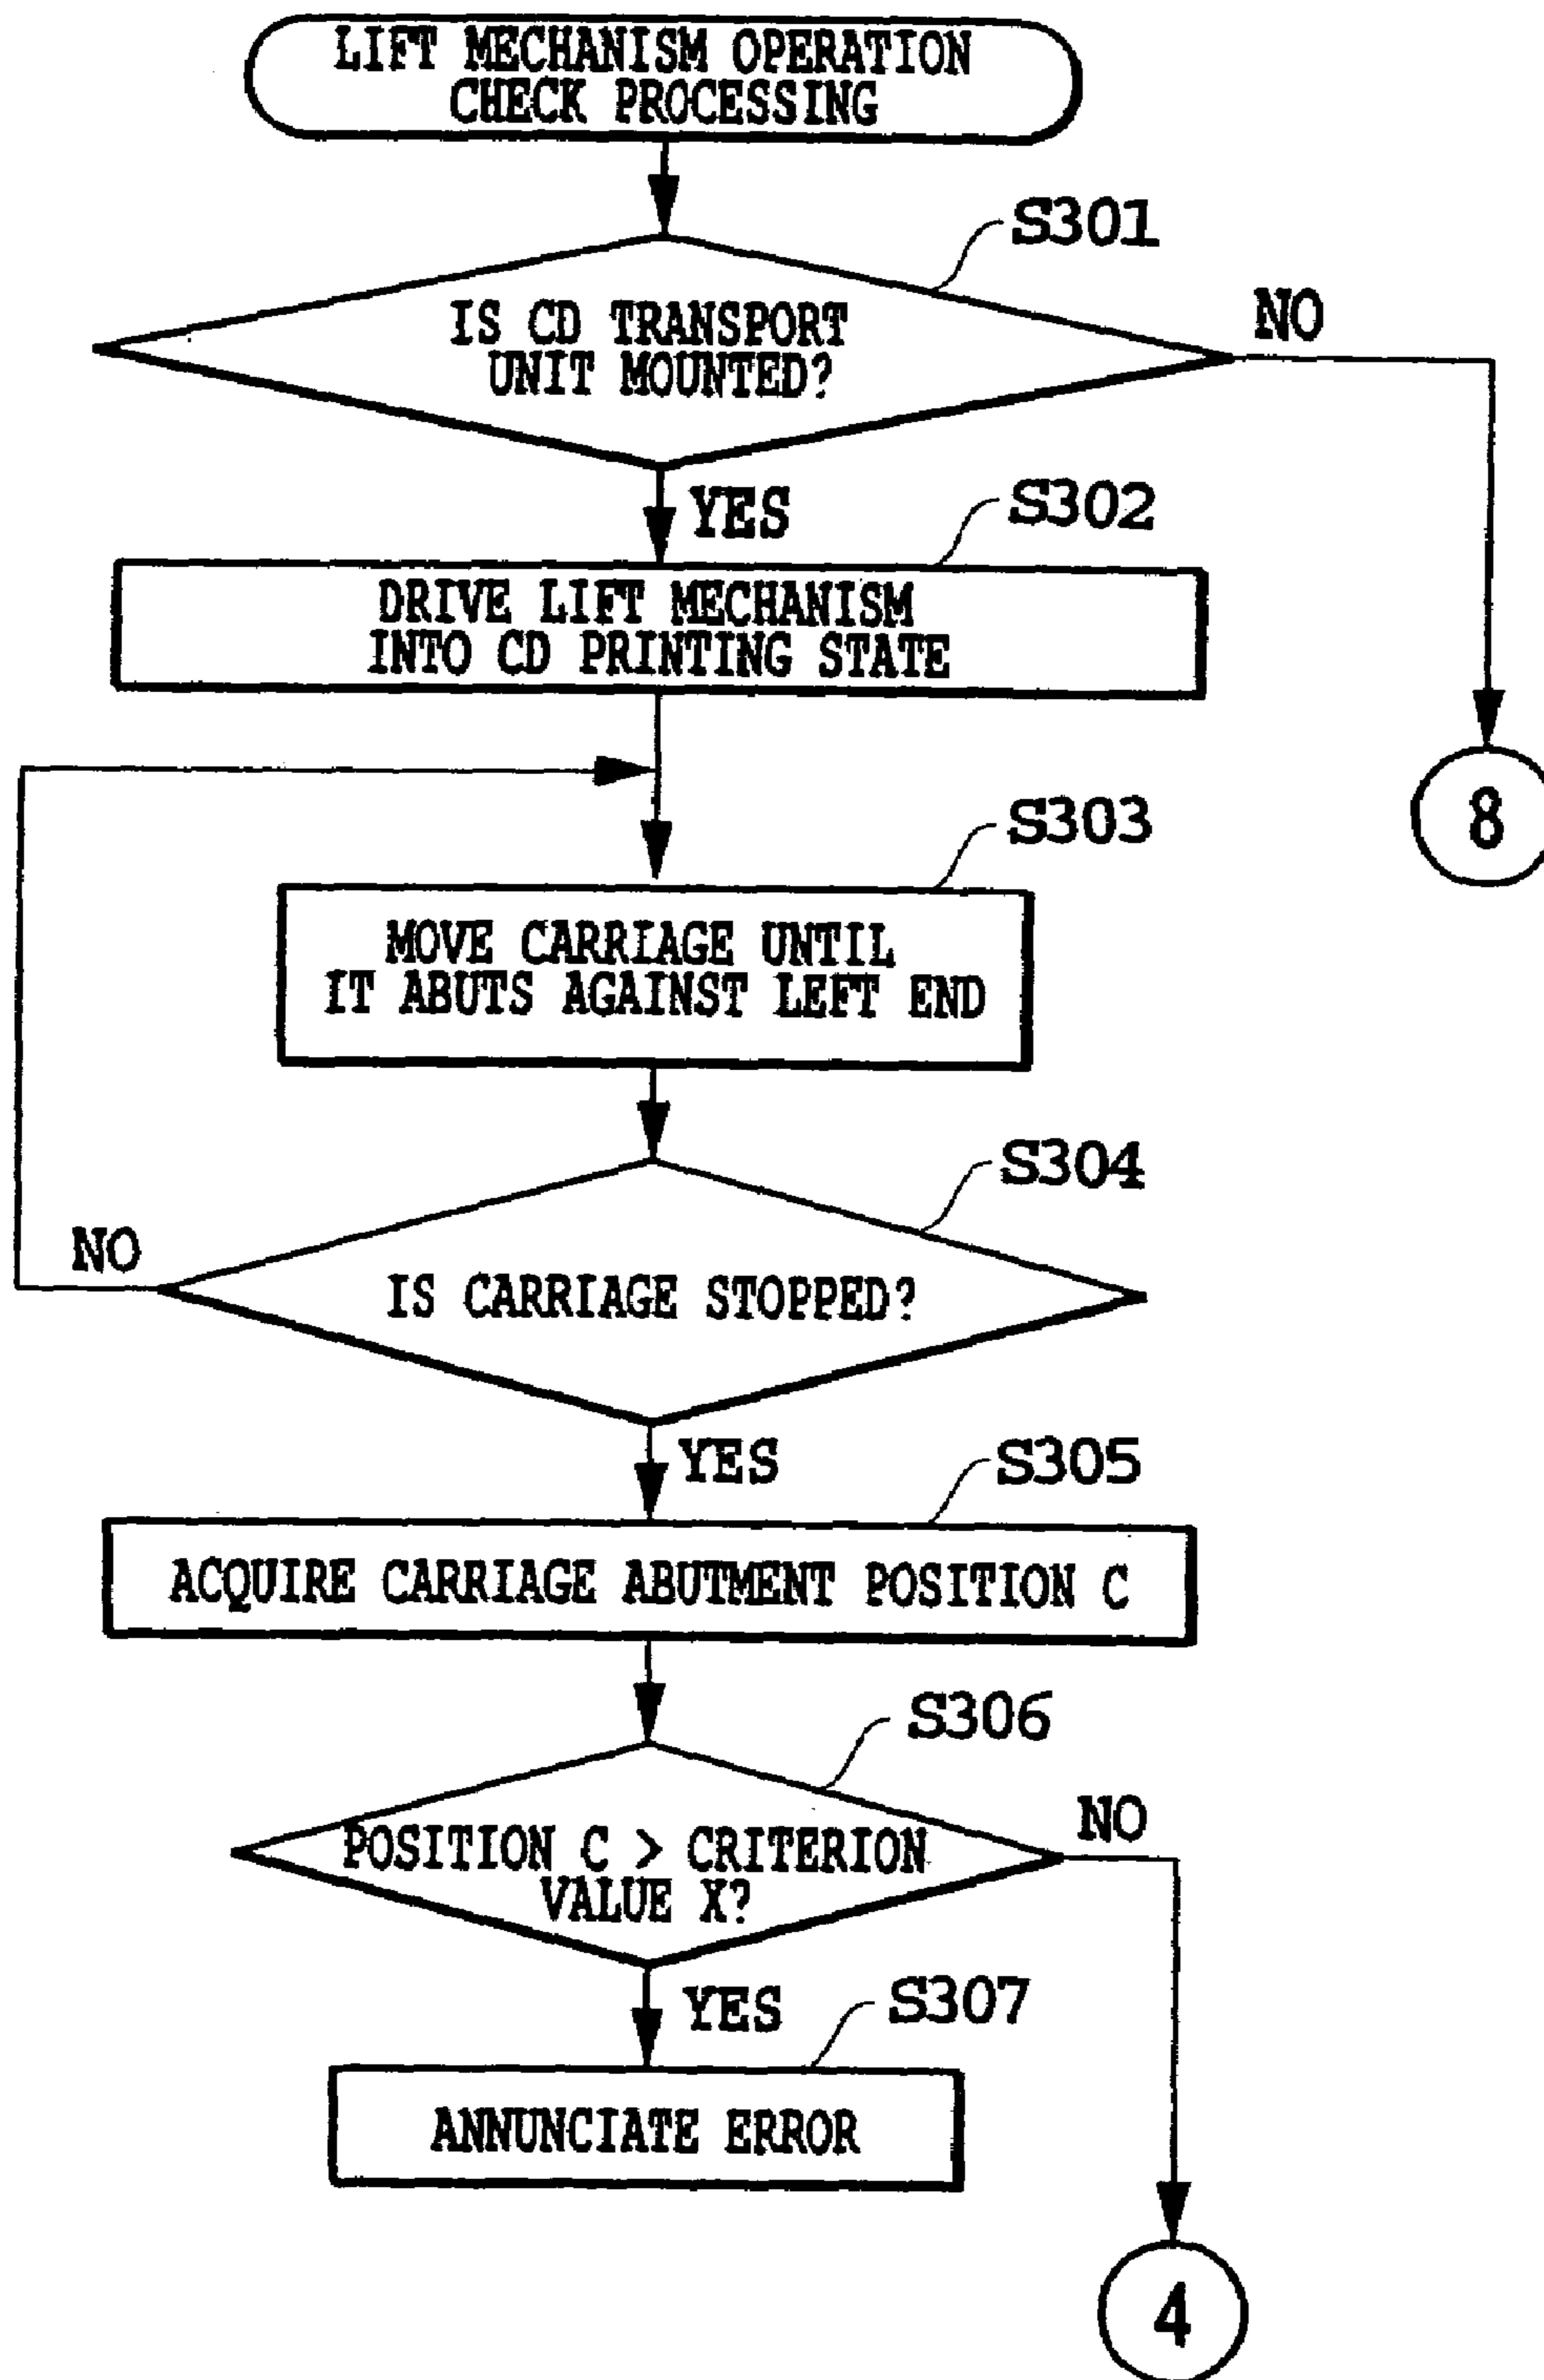 LIFT MECHANISM OPERATION
CHECK PROCESSING
S301
IS CD TRANSPORT
UNIT MOUNTED?
NO
YES
S302
DRIVE LIFT MECHANISM
INTO CD PRINTING STATE
8
S303
MOVE CARRIAGE UNTIL
IT ABUTS AGAINST LEFT END
S304
NO
IS CARRIAGE STOPPED?
YES
S305
ACQUIRE CARRIAGE ABUTMENT POSITION C
S306
NO
POSITION C > CRITERION
VALUE X?
YES
S307
ANNUNCIATE ERROR
4